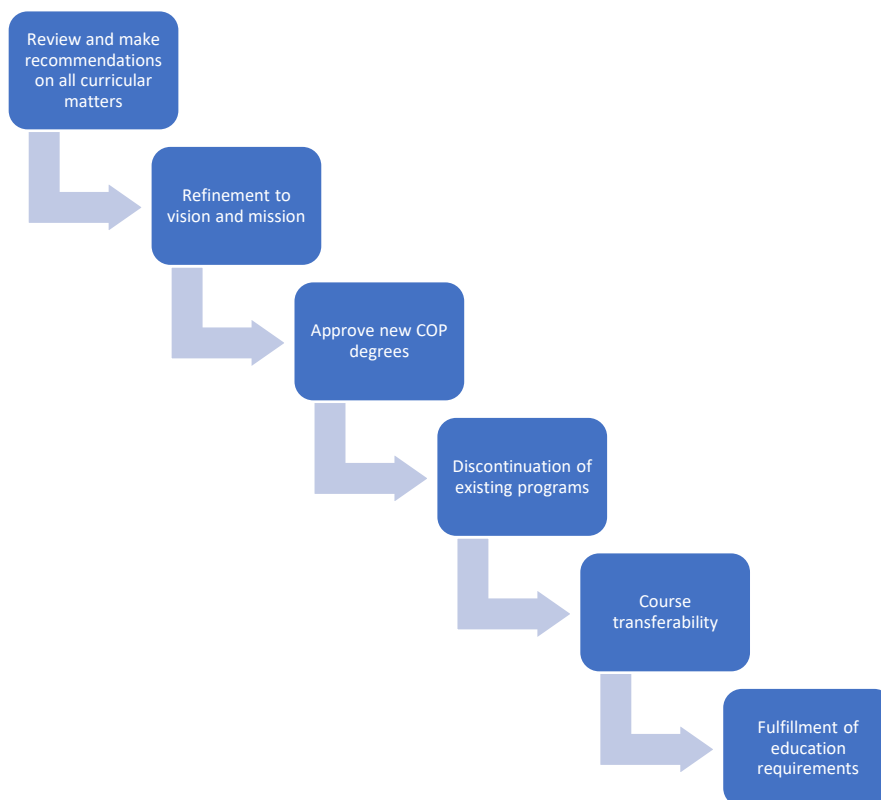 Review and make
recommendations
on all curricular
matters
Refinement to
vision and mission
Approve new COP
degrees
Discontinuation of
existing programs
Course
transferability
Fulfillment of
education
requirements